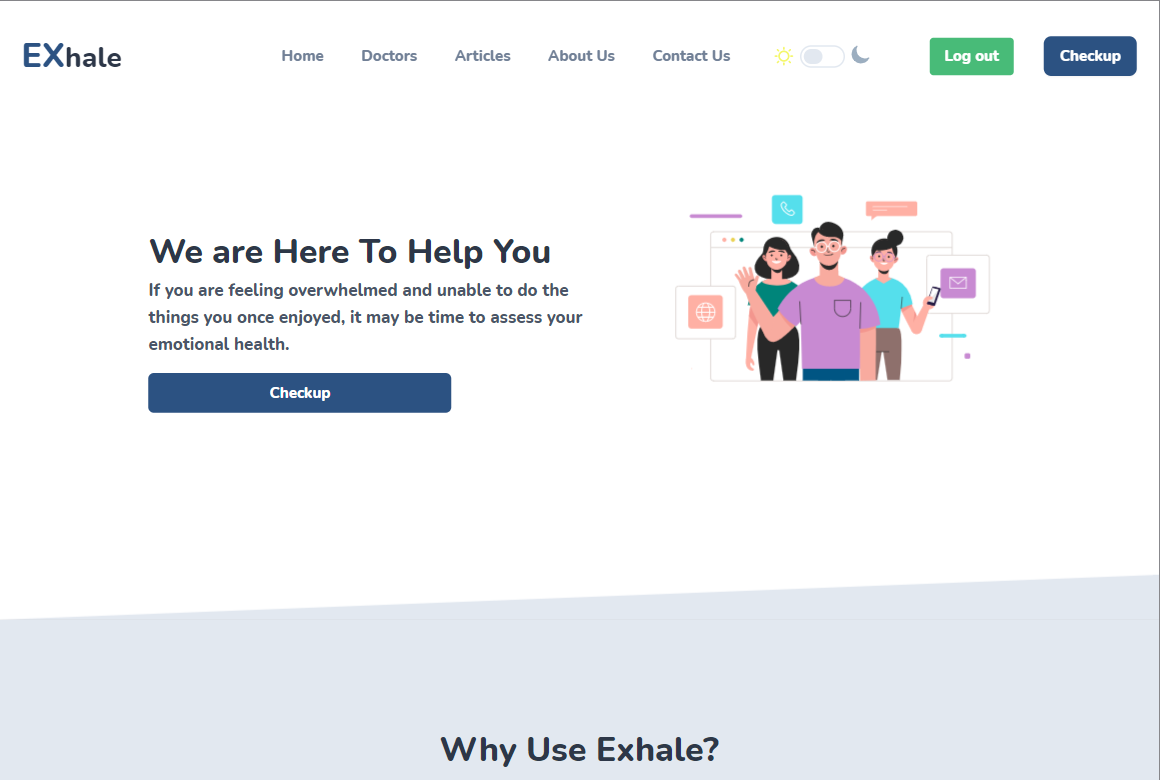 EXhale
Home Doctors Articles About Us Contact Us Log out Checkup
We are Here To Help You
If you are feeling overwhelmed and unable to do the
things you once enjoyed, it may be time to assess your
emotional health.
Checkup
Why Use Exhale?